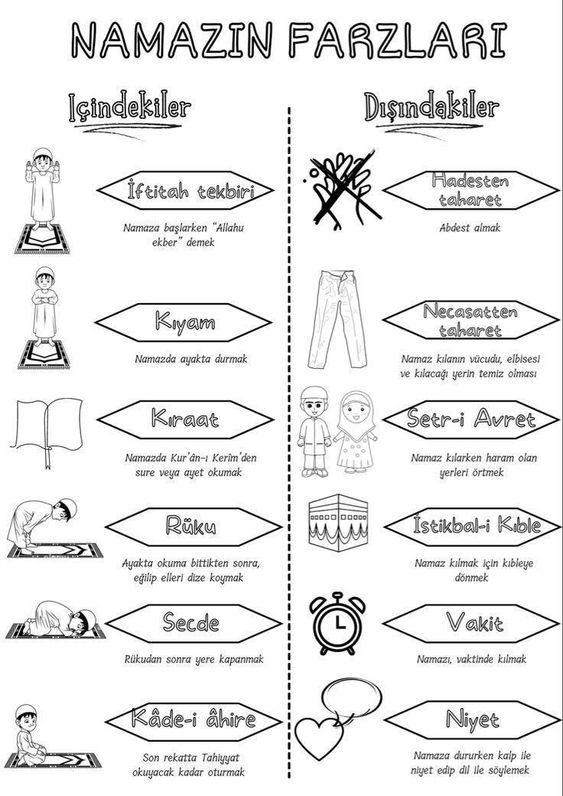 NAMAZIN FARZLARI
İçindekiler
İftitah tekbiri
Namaza başlarken “Allahu
ekber” demek
Kıyam
Namazda ayakta durmak
Kıraat
Namazda Kur’ân-ı Kerîm’den
sure veya ayet okumak
Rüku
Ayakta okuma bittikten sonra,
eğilip elleri dize koymak
Secde
Rükudan sonra yere kapanmak
Kâde-i âhire
Son rekatta Tahiyyat
okuyacak kadar oturmak
Dışındakiler
Hadesten
taharet
Abdest almak
Necasatten
taharet
Namaz kılanın vücudu, elbisesi
ve kılacağı yerin temiz olması
Setr-i Avret
Namaz kılarken haram olan
yerleri örtmek
İstikbal-i Kıble
Namaz kılmak için kıbleye
dönmek
Vakit
Namazı, vaktinde kılmak
Niyet
Namaza dururken kalp ile
niyet edip dil ile söylemek